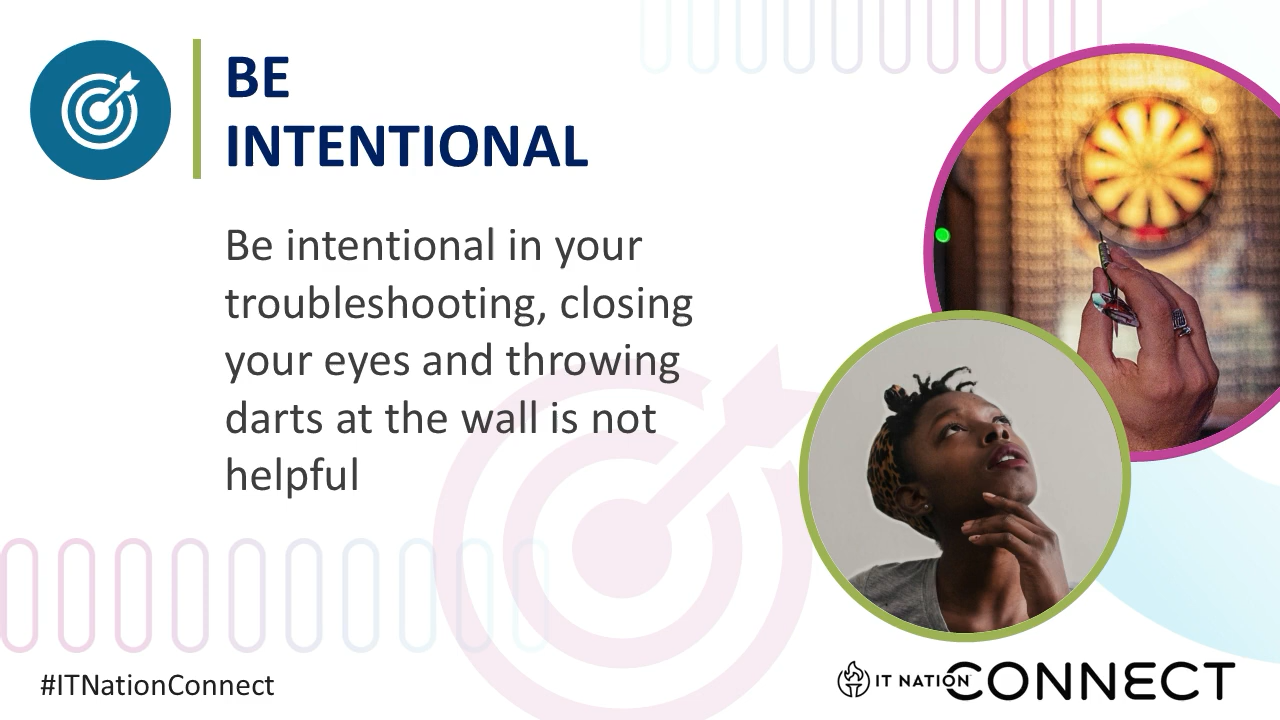 BE
INTENTIONAL
Be intentional in your
troubleshooting, closing
your eyes and throwing
darts at the wall is not
helpful
#ITNationConnect
IT NATION CONNECT